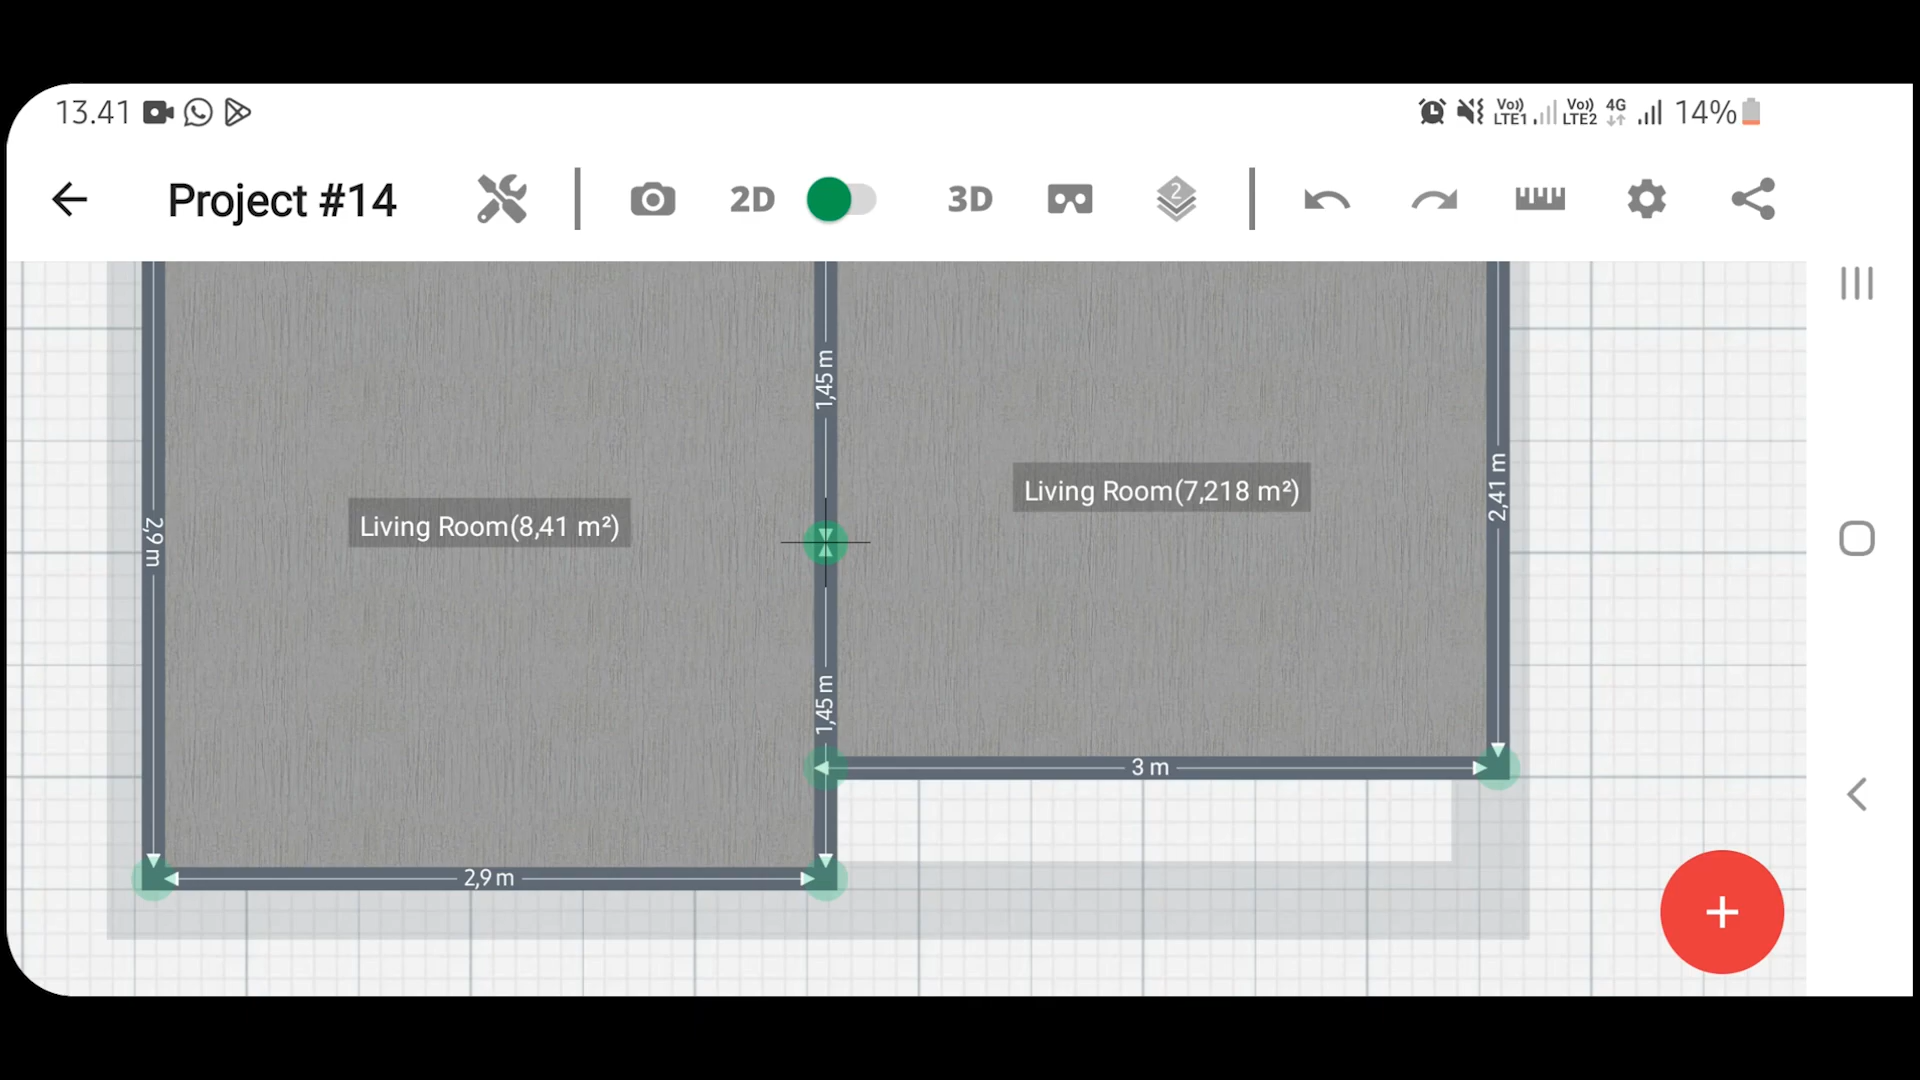 13.41
Vo) LTE1 Vo) LTE2 4G 14%
Project #14 2D 3D 2
1,45 m
Living Room(7,218 m²)
2,41 m
Living Room(8,41 m²)
2,9 m
1,45 m
3 m
2,9 m